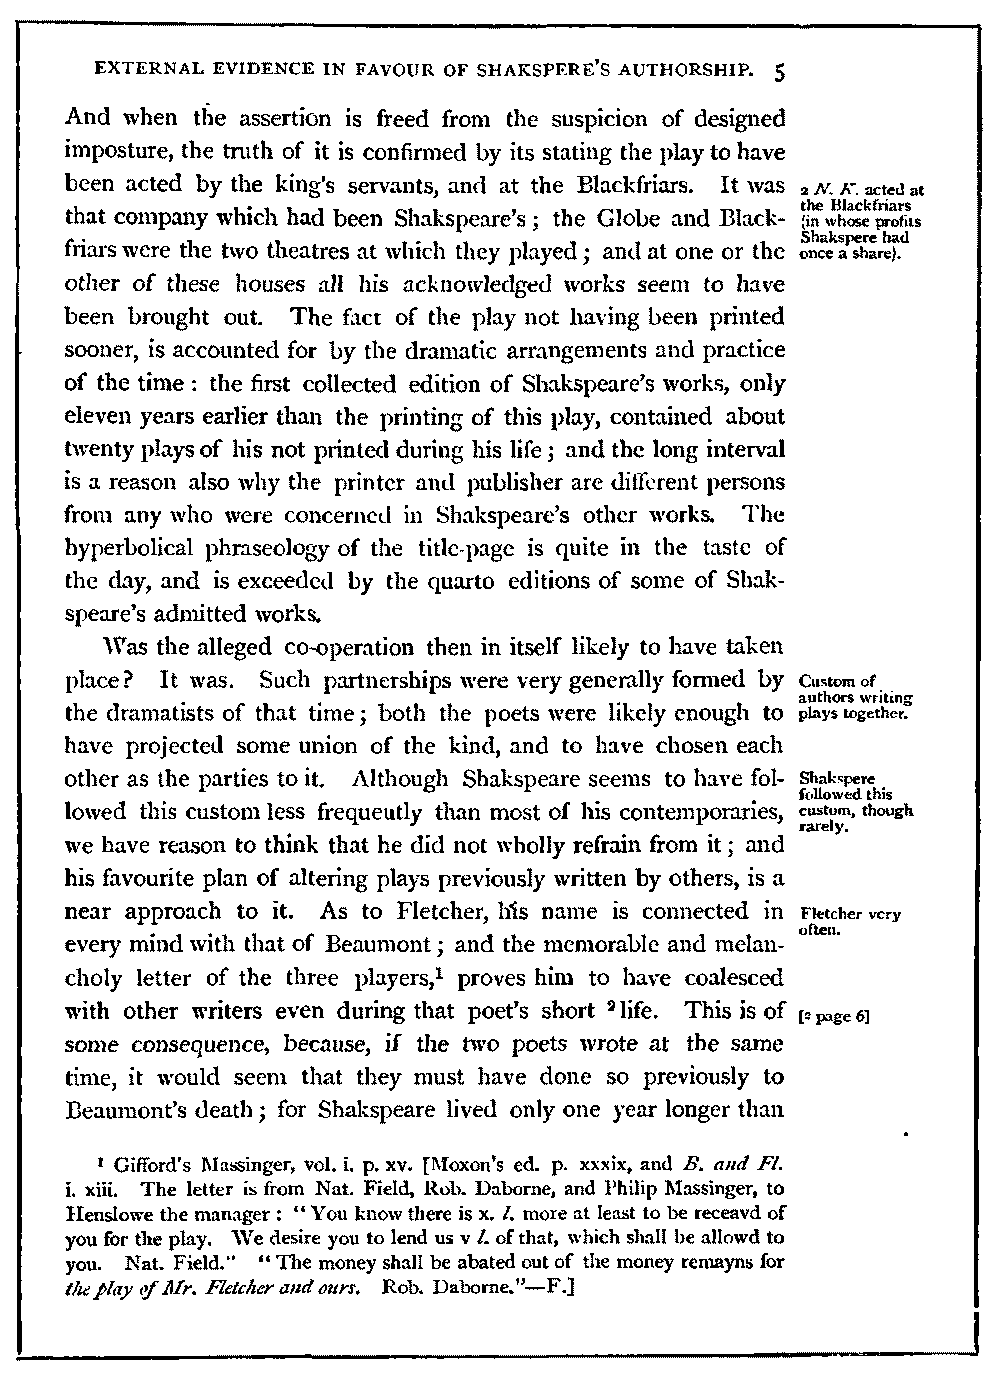 EXTERNAL EVIDENCE IN FAVOUR OF SHAKSPERE'S AUTHORSHIP. 5
And when the assertion is freed from the suspicion of designed
imposture, the truth of it is confirmed by its stating the play to have
been acted by the king's servants, and at the Blackfriars. It was
that company which had been Shakspeare's; the Globe and Black-
friars were the two theatres at which they played; and at one or the
other of these houses all his acknowledged works seem to have
been brought out. The fact of the play not having been printed
sooner, is accounted for by the dramatic arrangements and practice
of the time: the first collected edition of Shakspeare's works, only
eleven years earlier than the printing of this play, contained about
twenty plays of his not printed during his life; and the long interval
is a reason also why the printer and publisher are different persons
from any who were concerned in Shakspeare's other works. The
hyperbolical phraseology of the title-page is quite in the taste of
the day, and is exceeded by the quarto editions of some of Shak-
speare's admitted works.
2 N. K. acted at
the Blackfriars
(in whose profits
Shakspere had
once a share).
Was the alleged co-operation then in itself likely to have taken
place? It was. Such partnerships were very generally formed by
the dramatists of that time; both the poets were likely enough to
have projected some union of the kind, and to have chosen each
other as the parties to it. Although Shakspeare seems to have fol-
lowed this custom less frequeutly than most of his contemporaries,
we have reason to think that he did not wholly refrain from it; and
his favourite plan of altering plays previously written by others, is a
near approach to it. As to Fletcher, his name is connected in
every mind with that of Beaumont; and the memorable and melan-
choly letter of the three players,¹ proves him to have coalesced
with other writers even during that poet's short ²life. This is of
some consequence, because, if the two poets wrote at the same
time, it would seem that they must have done so previously to
Beaumont's death; for Shakspeare lived only one year longer than
Custom of
authors writing
plays together.
Shakspere
followed this
custom, though
rarely.
Fletcher very
often.
[² page 6]
¹ Gifford's Massinger, vol. i. p. xv. [Moxon's ed. p. xxxix, and B. and Fl.
i. xiii. The letter is from Nat. Field, Rob. Daborne, and Philip Massinger, to
Henslowe the manager: "You know there is x. l. more at least to be receavd of
you for the play. We desire you to lend us v l. of that, which shall be allowd to
you. Nat. Field." "The money shall be abated out of the money remayns for
the play of Mr. Fletcher and ours. Rob. Daborne."—F.]